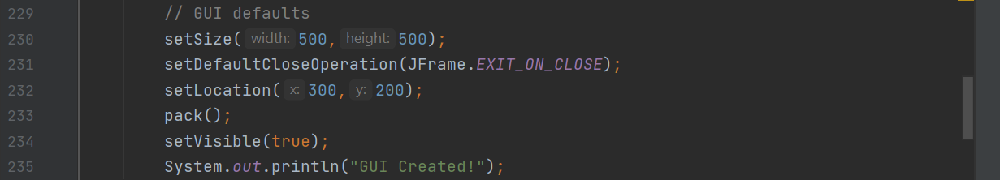 229 // GUI defaults
230 setSize( width: 500, height: 500);
231 setDefaultCloseOperation(JFrame.EXIT_ON_CLOSE);
232 setLocation( x: 300, y: 200);
233 pack();
234 setVisible(true);
235 System.out.println("GUI Created!");